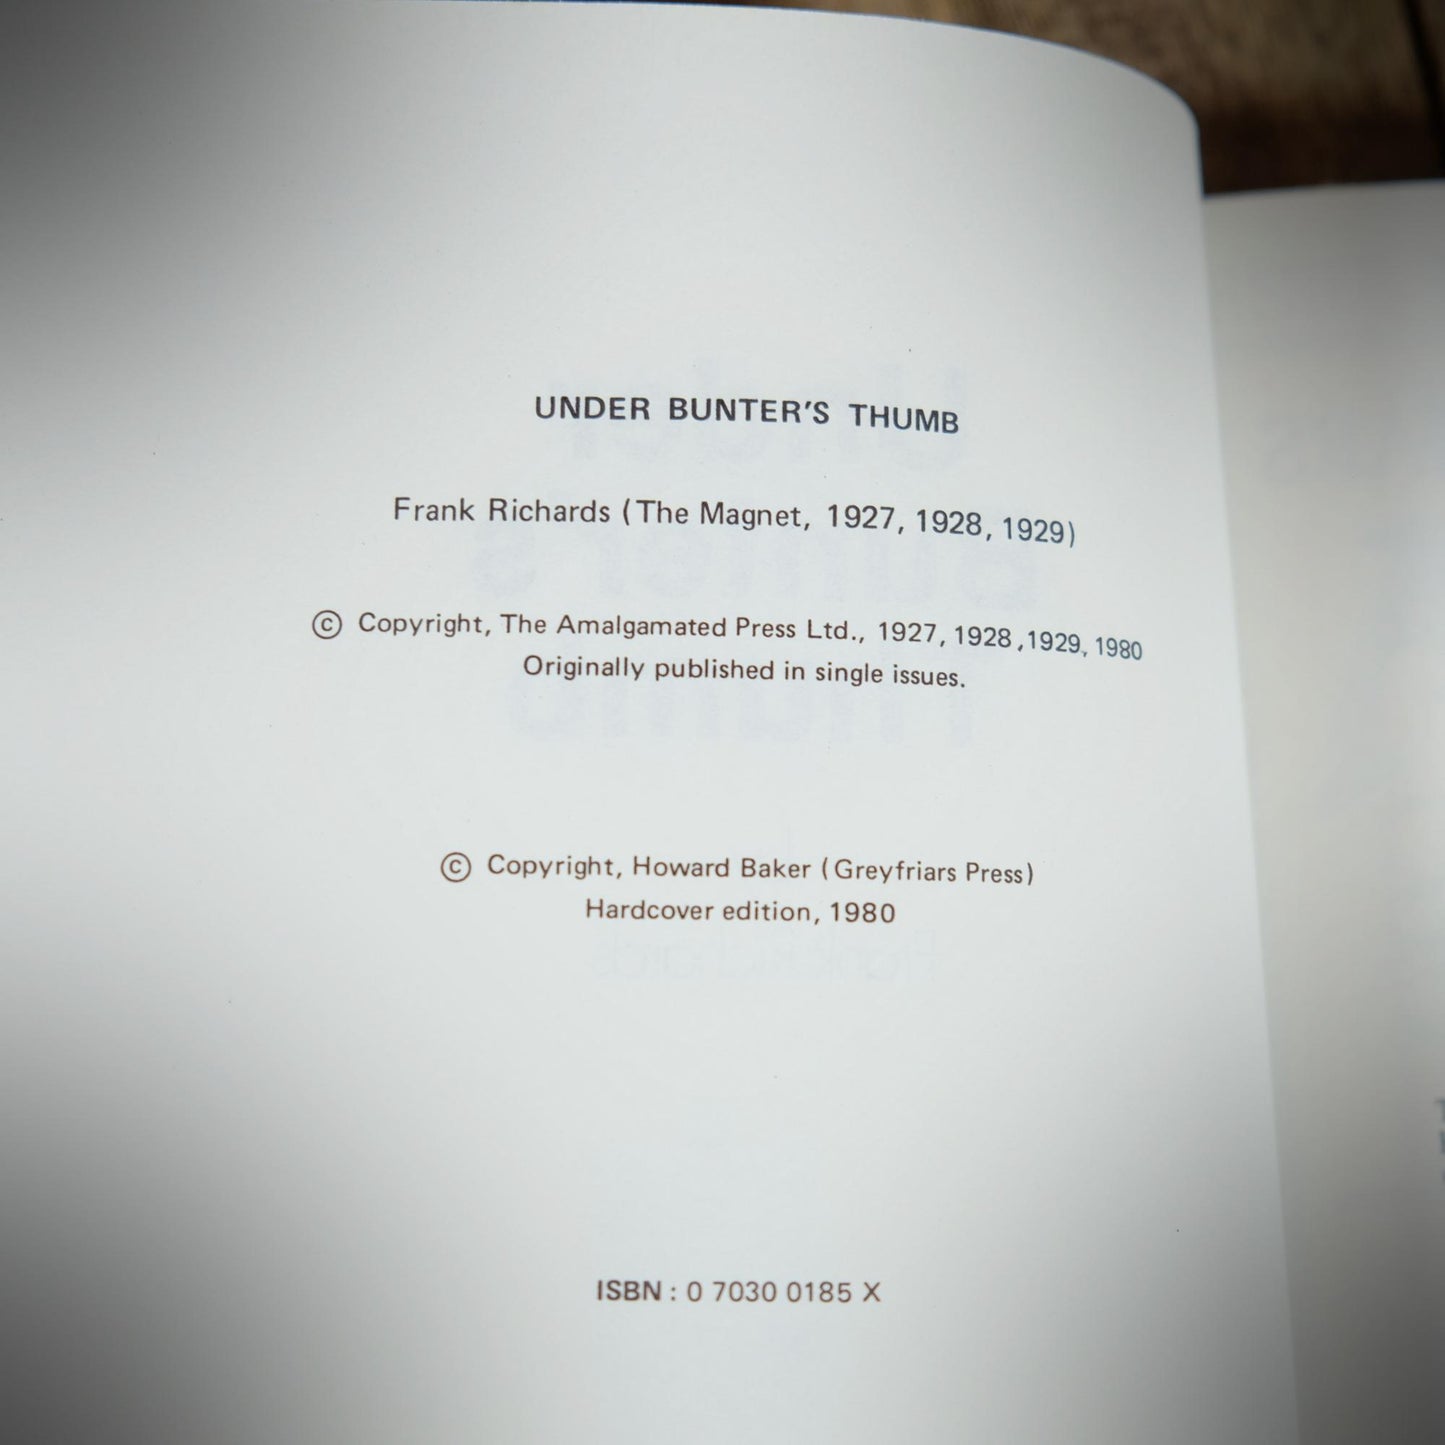 UNDER BUNTER'S THUMB
Frank Richards (The Magnet, 1927, 1928, 1929)
© Copyright, The Amalgamated Press Ltd., 1927, 1928 ,1929, 1980
Originally published in single issues.
© Copyright, Howard Baker (Greyfriars Press)
Hardcover edition, 1980
ISBN : 0 7030 0185 X